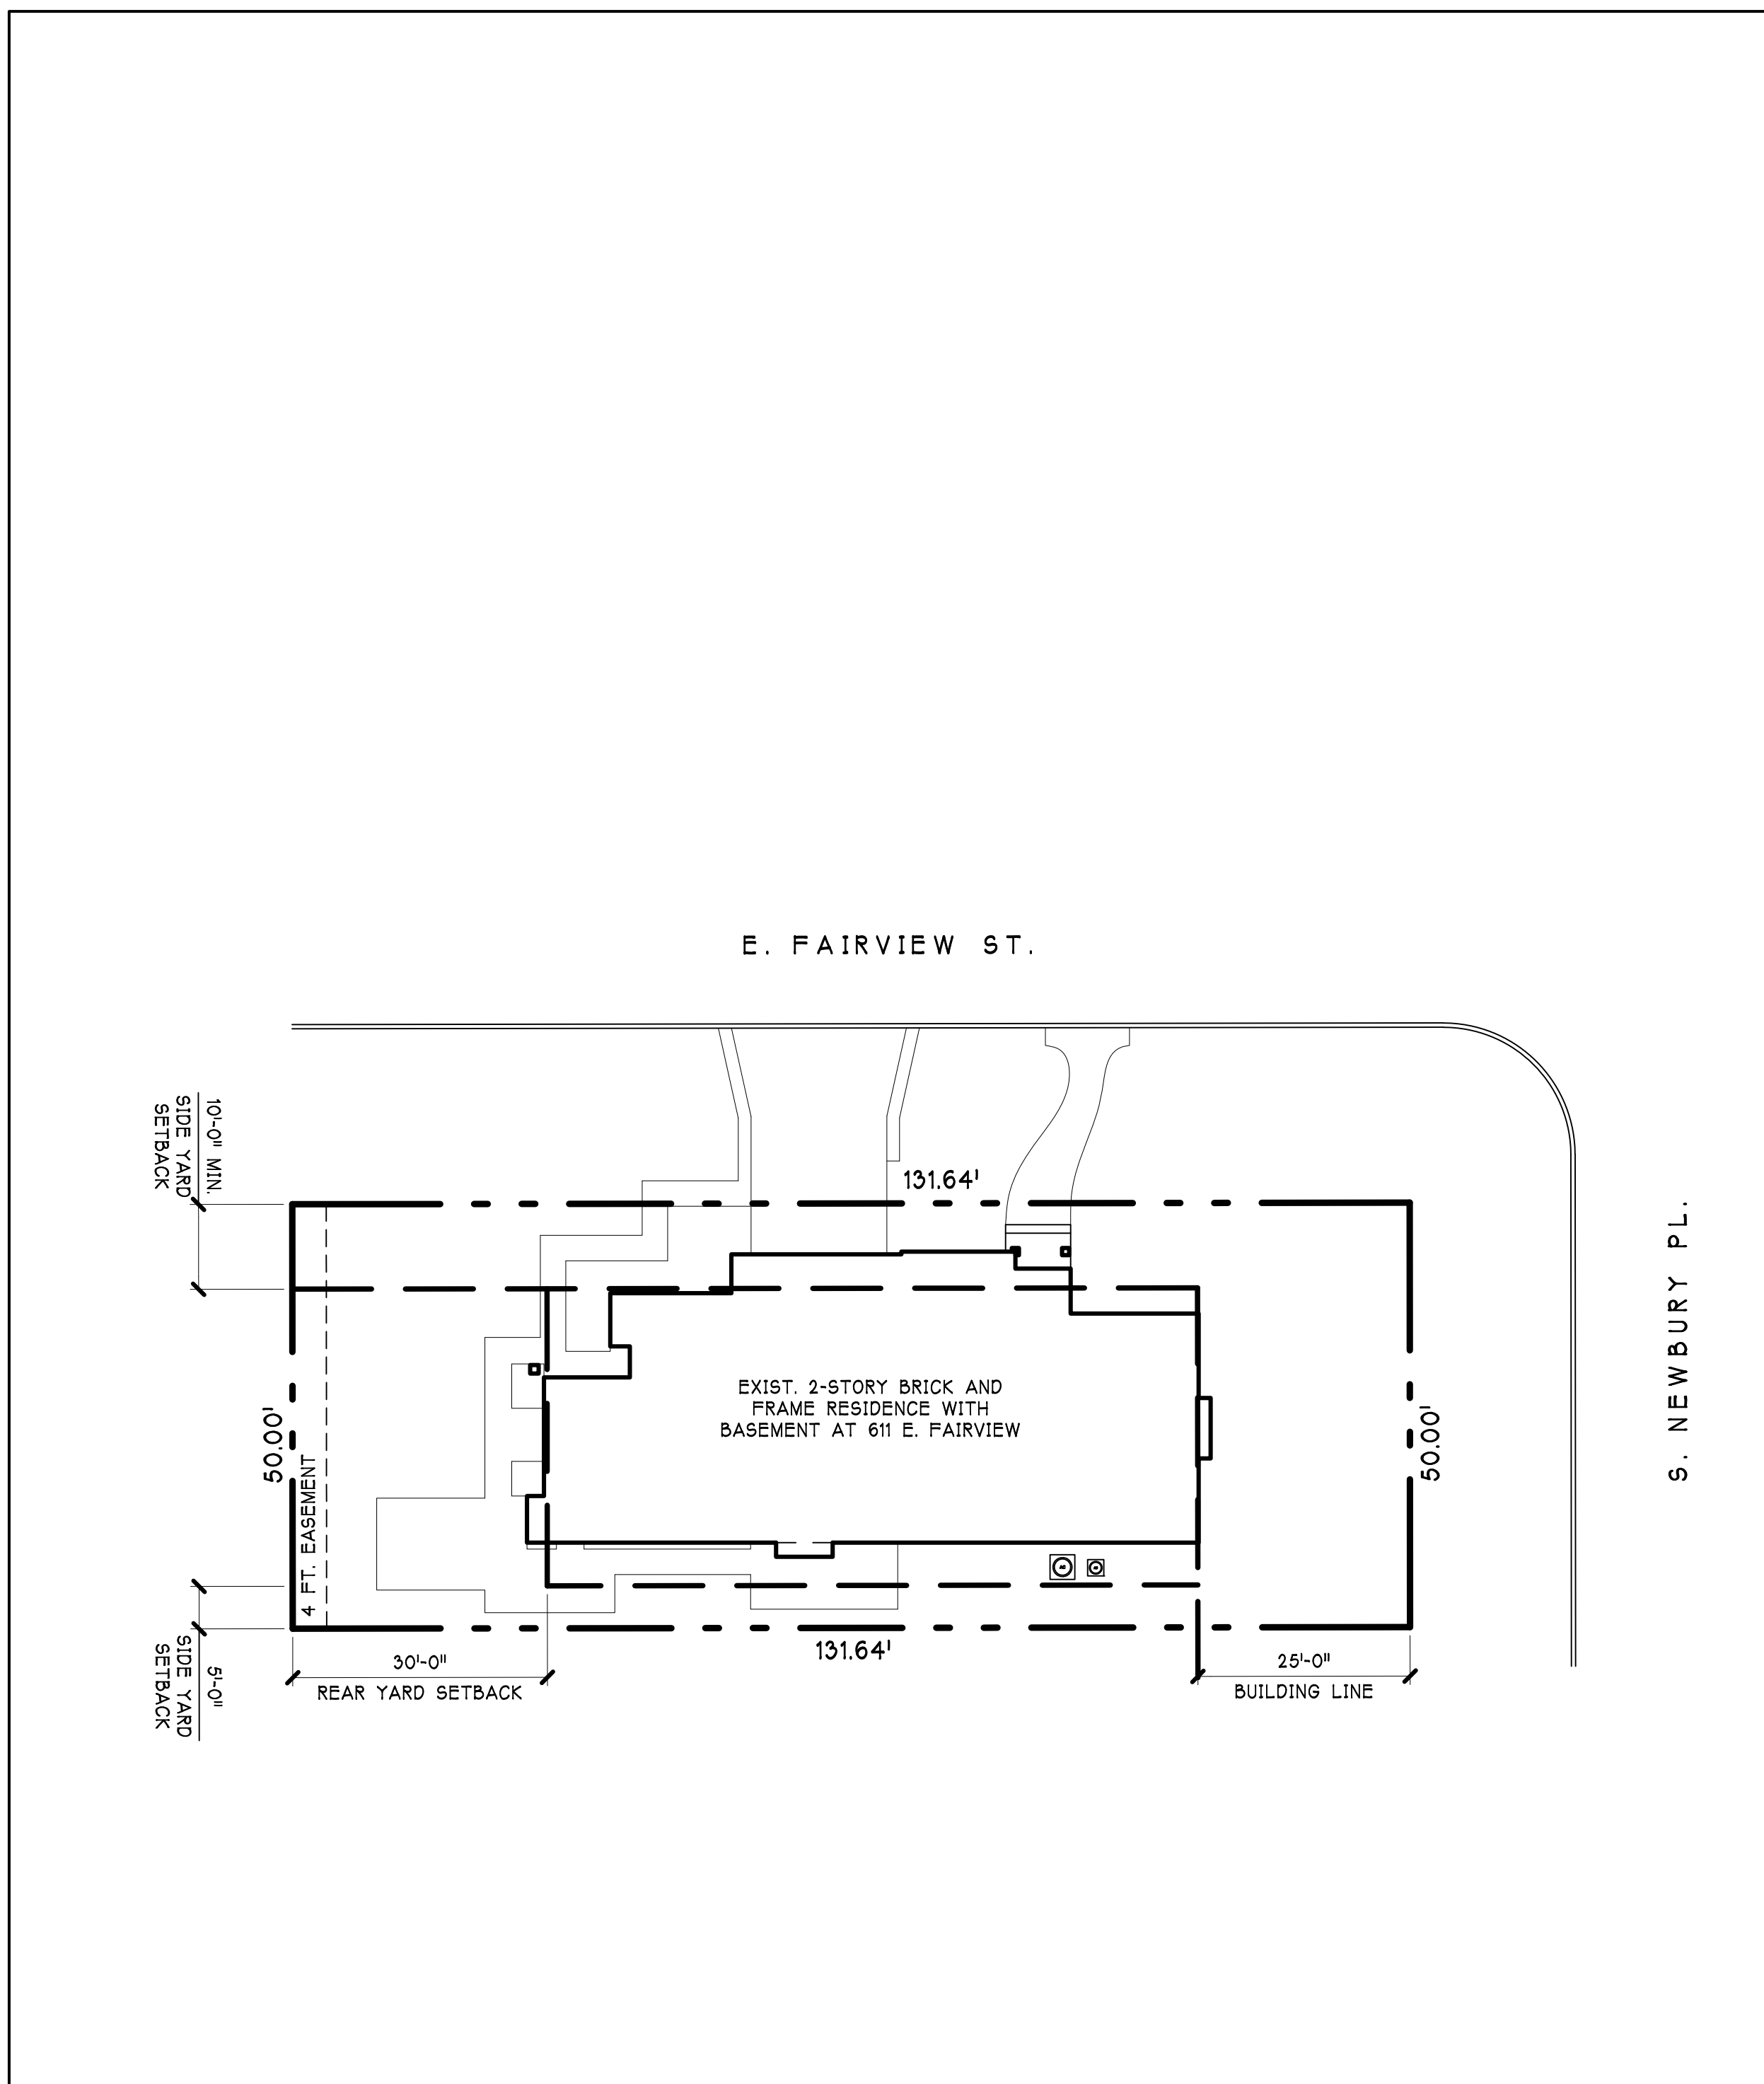 E. FAIRVIEW ST.
10'-0" MIN.
SIDE YARD
SETBACK
131.64'
S. NEWBURY PL.
EXIST. 2-STORY BRICK AND
FRAME RESIDENCE WITH
BASEMENT AT 611 E. FAIRVIEW
50.00'
4 FT. EASEMENT
50.00'
131.64'
5'-0"
SIDE YARD
SETBACK
30'-0"
REAR YARD SETBACK
25'-0"
BUILDING LINE